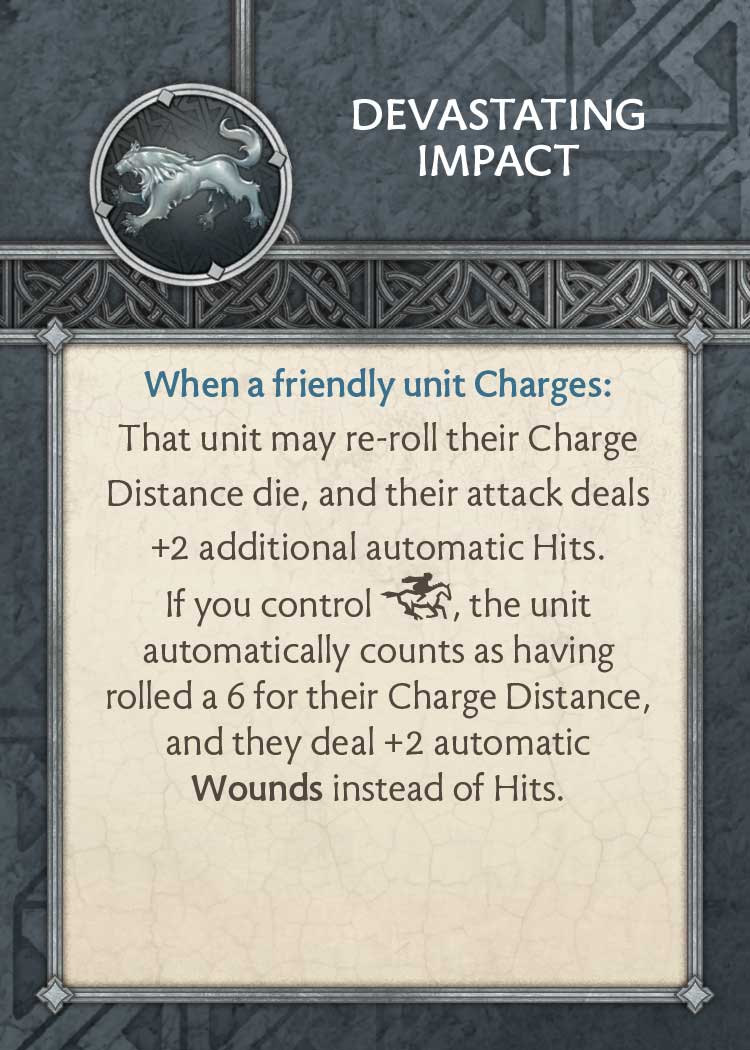 DEVASTATING
IMPACT
When a friendly unit Charges:
That unit may re-roll their Charge
Distance die, and their attack deals
+2 additional automatic Hits.
If you control , the unit
automatically counts as having
rolled a 6 for their Charge Distance,
and they deal +2 automatic
Wounds instead of Hits.